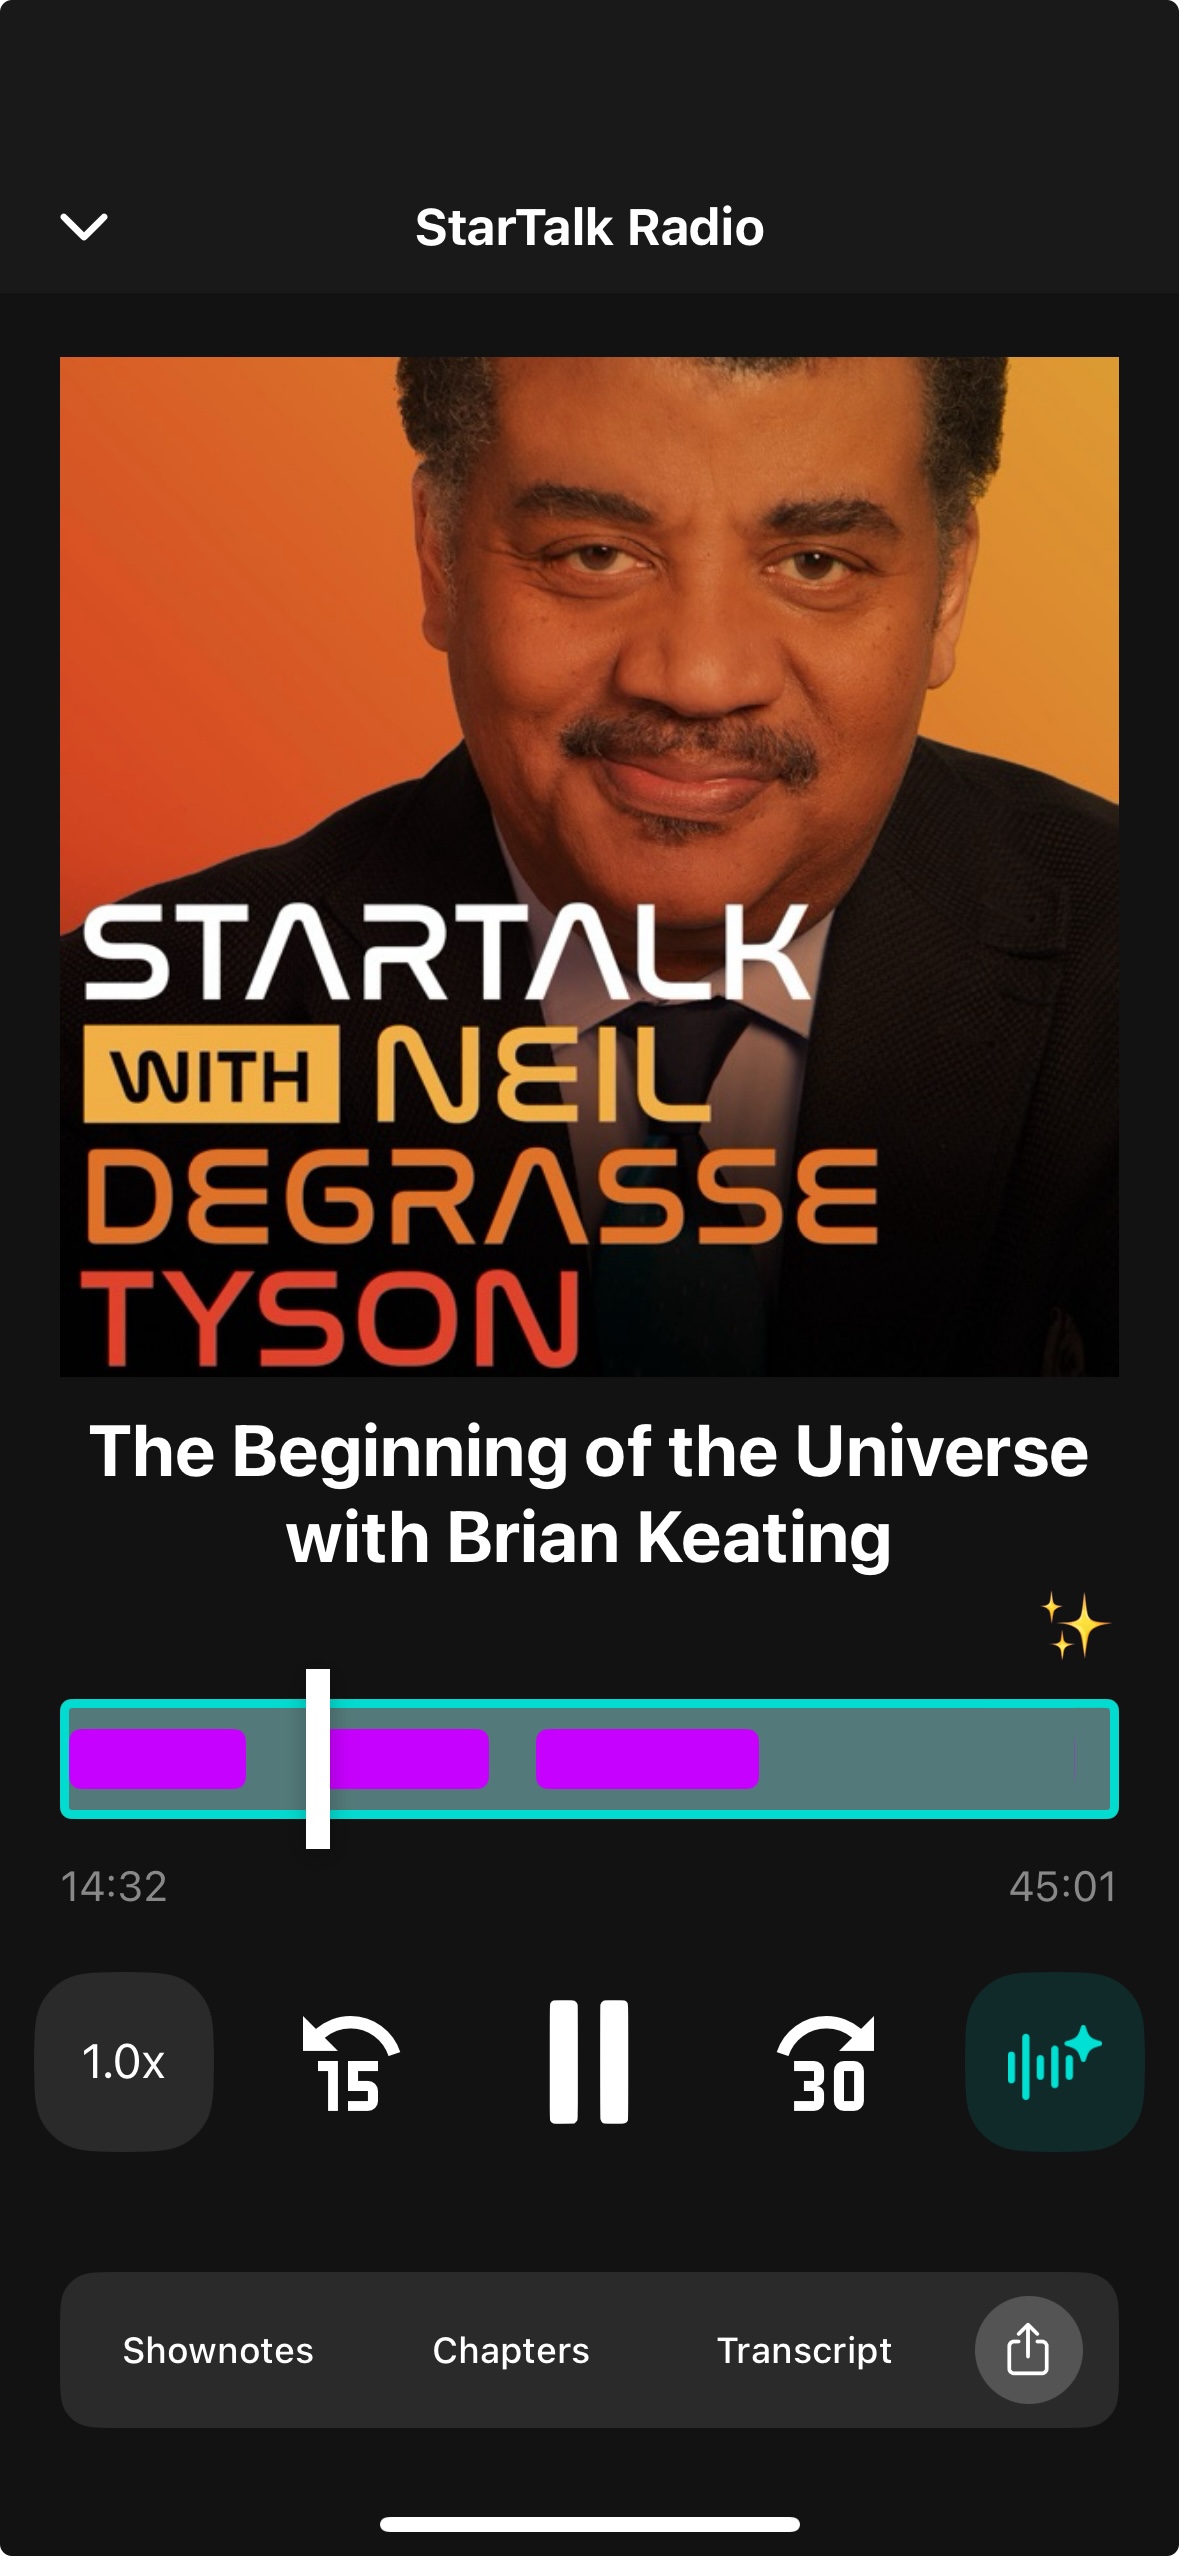 StarTalk Radio
STARTALK
WITH NEIL
DEGRASSE
TYSON
The Beginning of the Universe
with Brian Keating
14:32 45:01
1.0x 15 30
Shownotes Chapters Transcript